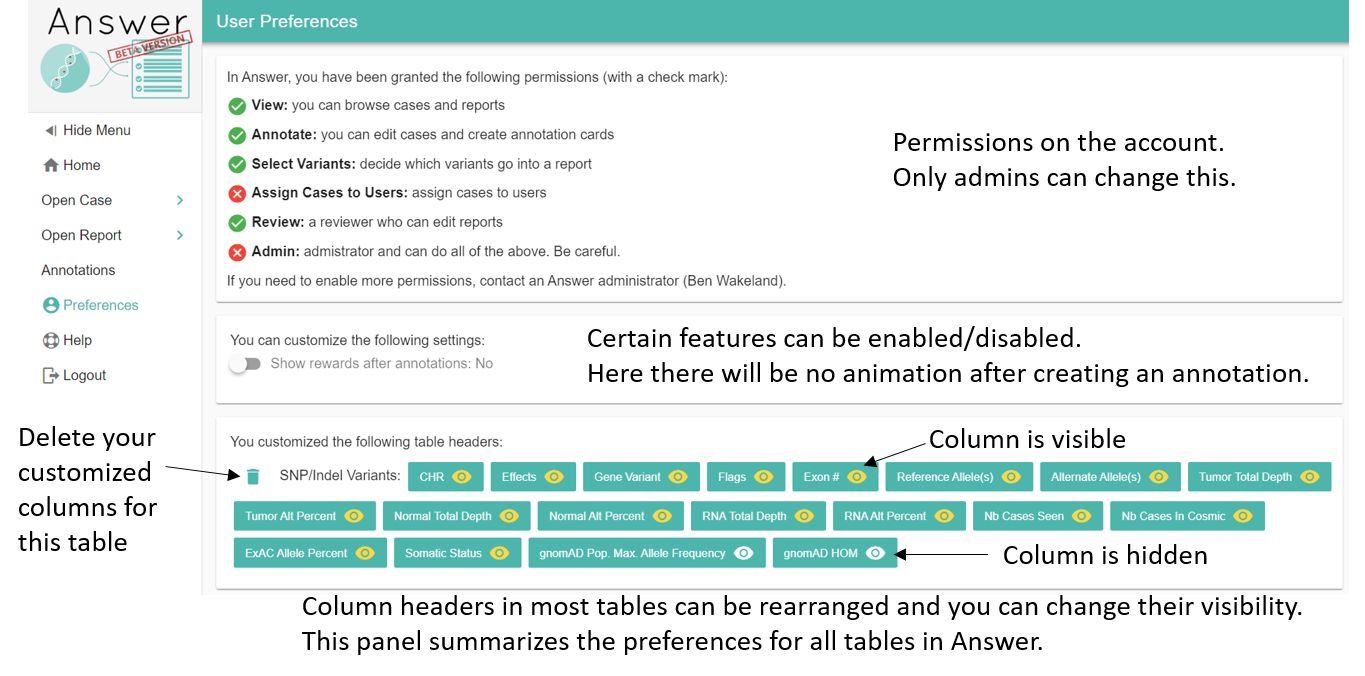 Answer
BETA VERSION
User Preferences
In Answer, you have been granted the following permissions (with a check mark):
View: you can browse cases and reports
Annotate: you can edit cases and create annotation cards
Select Variants: decide which variants go into a report
Assign Cases to Users: assign cases to users
Review: a reviewer who can edit reports
Admin: admistrator and can do all of the above. Be careful.
If you need to enable more permissions, contact an Answer administrator (Ben Wakeland).
Permissions on the account.
Only admins can change this.
Hide Menu
Home
Open Case
Open Report
Annotations
Preferences
Help
Logout
You can customize the following settings:
Show rewards after annotations: No
Certain features can be enabled/disabled.
Here there will be no animation after creating an annotation.
Delete your
customized
columns for
this table
You customized the following table headers:
Column is visible
SNP/Indel Variants: CHR Effects Gene Variant Flags Exon # Reference Allele(s) Alternate Allele(s) Tumor Total Depth
Tumor Alt Percent Normal Total Depth Normal Alt Percent RNA Total Depth RNA Alt Percent Nb Cases Seen Nb Cases In Cosmic
ExAC Allele Percent Somatic Status gnomAD Pop. Max. Allele Frequency gnomAD HOM
Column is hidden
Column headers in most tables can be rearranged and you can change their visibility.
This panel summarizes the preferences for all tables in Answer.